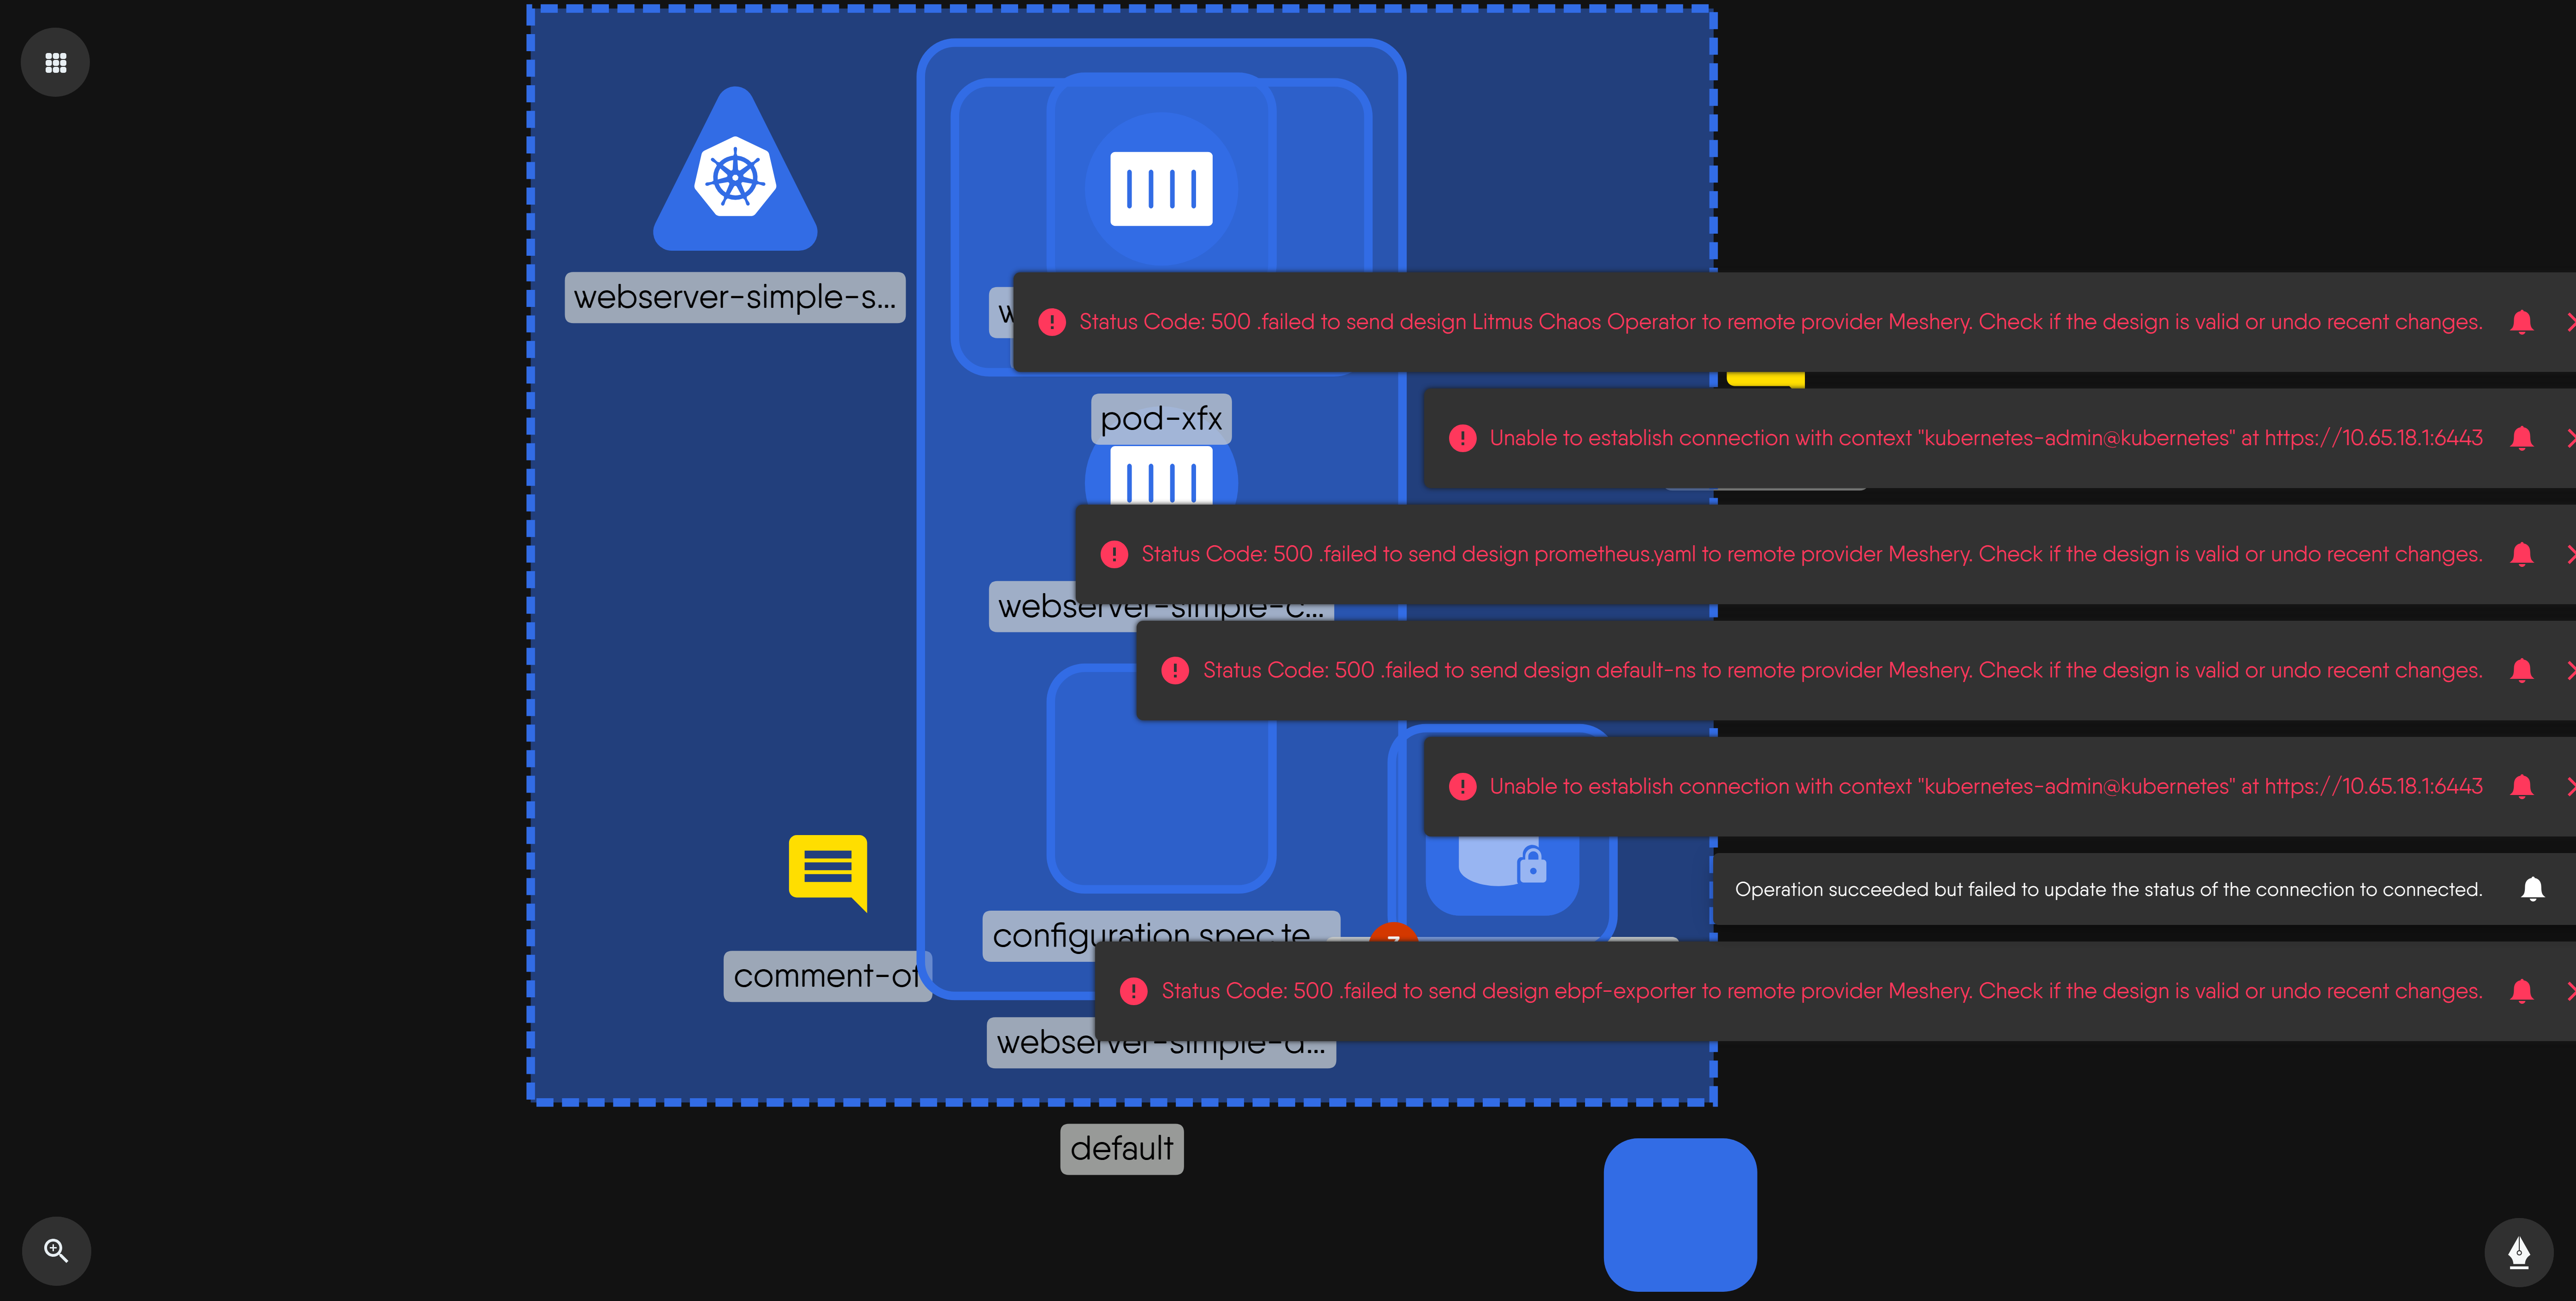 webserver-simple-s...
Status Code: 500 .failed to send design Litmus Chaos Operator to remote provider Meshery. Check if the design is valid or undo recent changes.
pod-xfx
Unable to establish connection with context "kubernetes-admin@kubernetes" at https://10.65.18.1:6443
Status Code: 500 .failed to send design prometheus.yaml to remote provider Meshery. Check if the design is valid or undo recent changes.
webserver-simple-c...
Status Code: 500 .failed to send design default-ns to remote provider Meshery. Check if the design is valid or undo recent changes.
Unable to establish connection with context "kubernetes-admin@kubernetes" at https://10.65.18.1:6443
Operation succeeded but failed to update the status of the connection to connected.
configuration spec te...
comment-of
Status Code: 500 .failed to send design ebpf-exporter to remote provider Meshery. Check if the design is valid or undo recent changes.
webserver-simple-d...
default